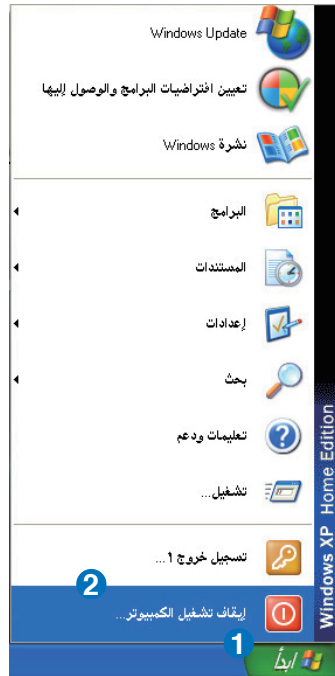 Windows Update
تعيين افتراضيات البرامج والوصول إليها
نشرة Windows
البرامج
المستندات
إعدادات
بحث
تعليمات ودعم
تشغيل...
تسجيل خروج 1...
2
إيقاف تشغيل الكمبيوتر...
1
ابدأ
Windows XP Home Edition